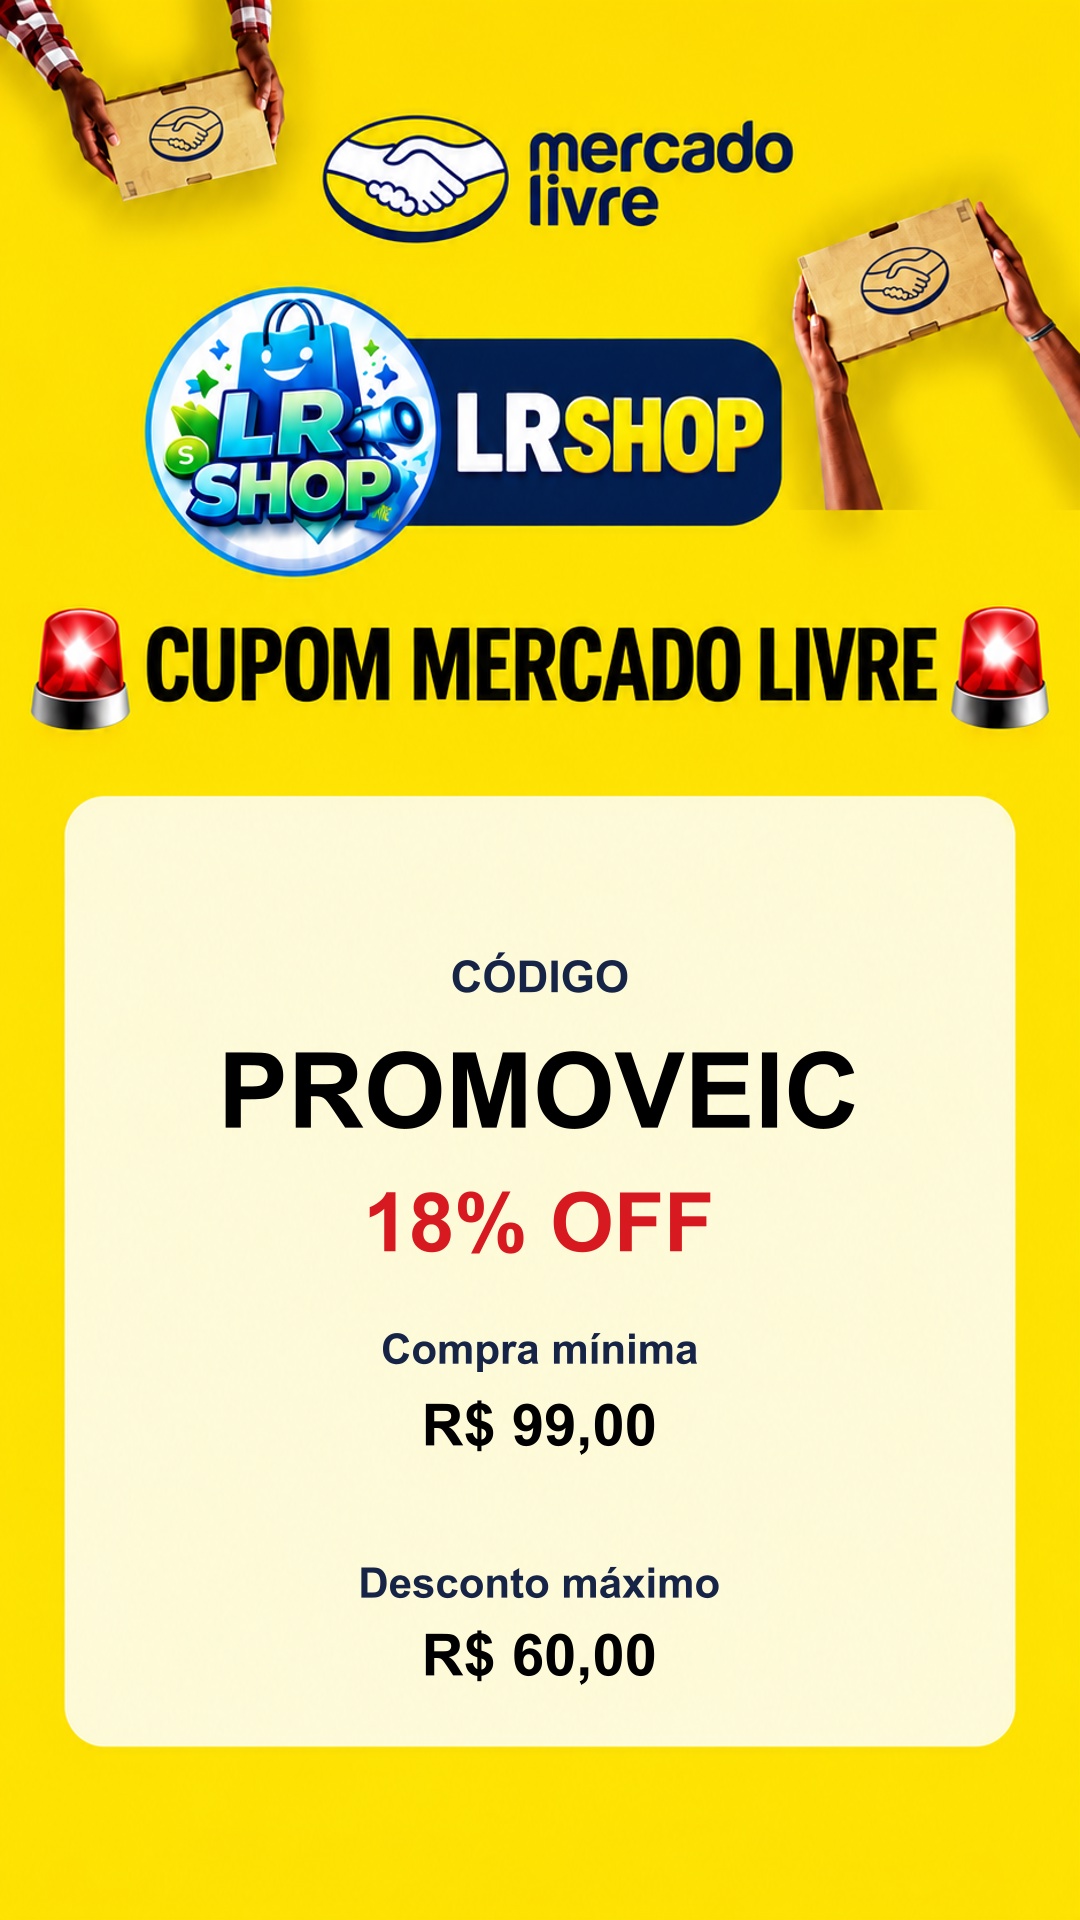 mercado
livre
LR
SHOP
S
LRSHOP
CUPOM MERCADO LIVRE
CÓDIGO
PROMOVEIC
18% OFF
Compra mínima
R$ 99,00
Desconto máximo
R$ 60,00